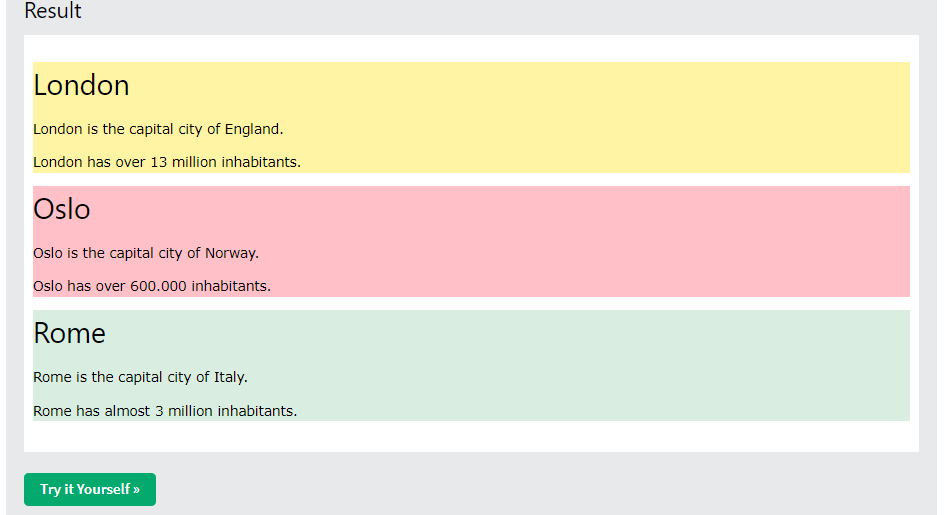 Result
London
London is the capital city of England.
London has over 13 million inhabitants.
Oslo
Oslo is the capital city of Norway.
Oslo has over 600.000 inhabitants.
Rome
Rome is the capital city of Italy.
Rome has almost 3 million inhabitants.
Try it Yourself »